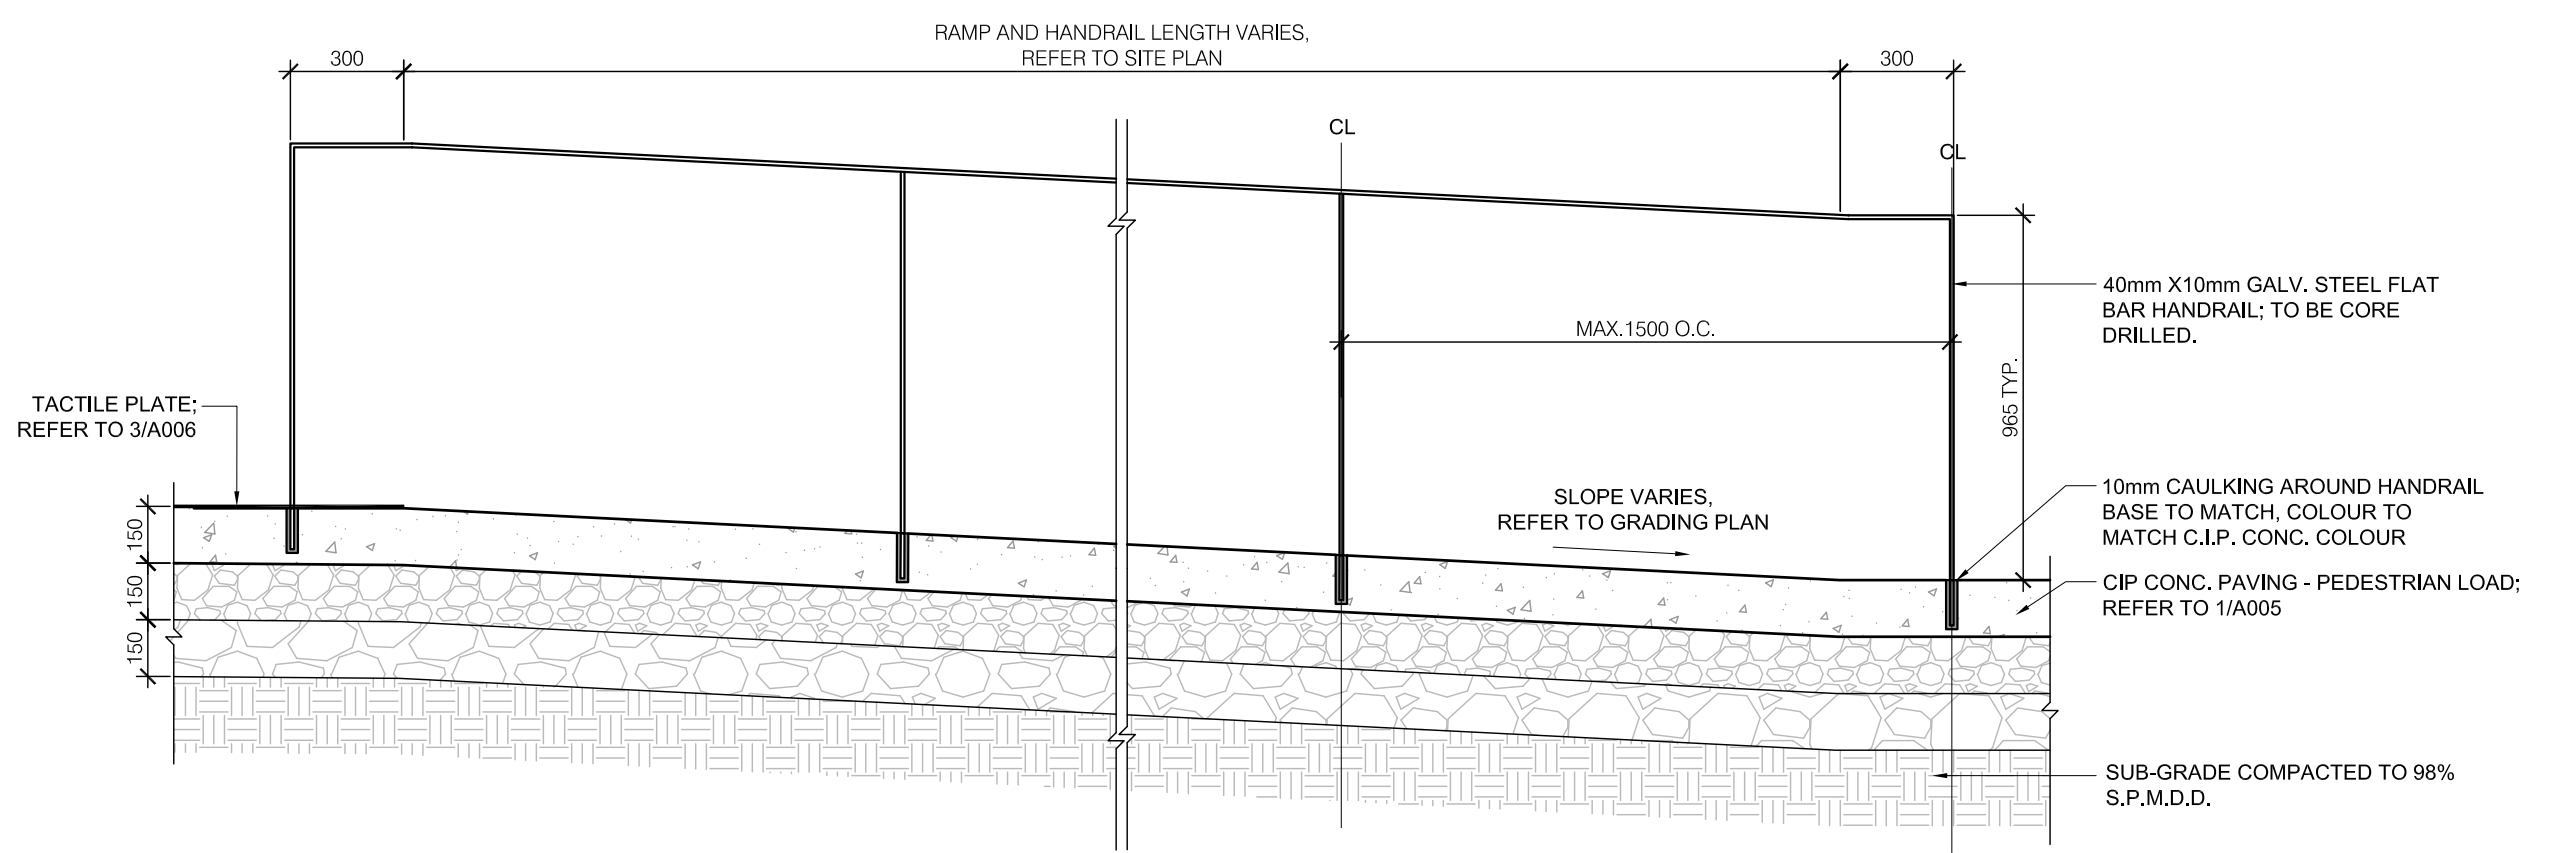 RAMP AND HANDRAIL LENGTH VARIES,
REFER TO SITE PLAN
300
300
CL
CL
40mm X10mm GALV. STEEL FLAT
BAR HANDRAIL; TO BE CORE
DRILLED.
MAX.1500 O.C.
965 TYP.
TACTILE PLATE;
REFER TO 3/A006
SLOPE VARIES,
REFER TO GRADING PLAN
10mm CAULKING AROUND HANDRAIL
BASE TO MATCH, COLOUR TO
MATCH C.I.P. CONC. COLOUR
150
150
150
CIP CONC. PAVING - PEDESTRIAN LOAD;
REFER TO 1/A005
SUB-GRADE COMPACTED TO 98%
S.P.M.D.D.